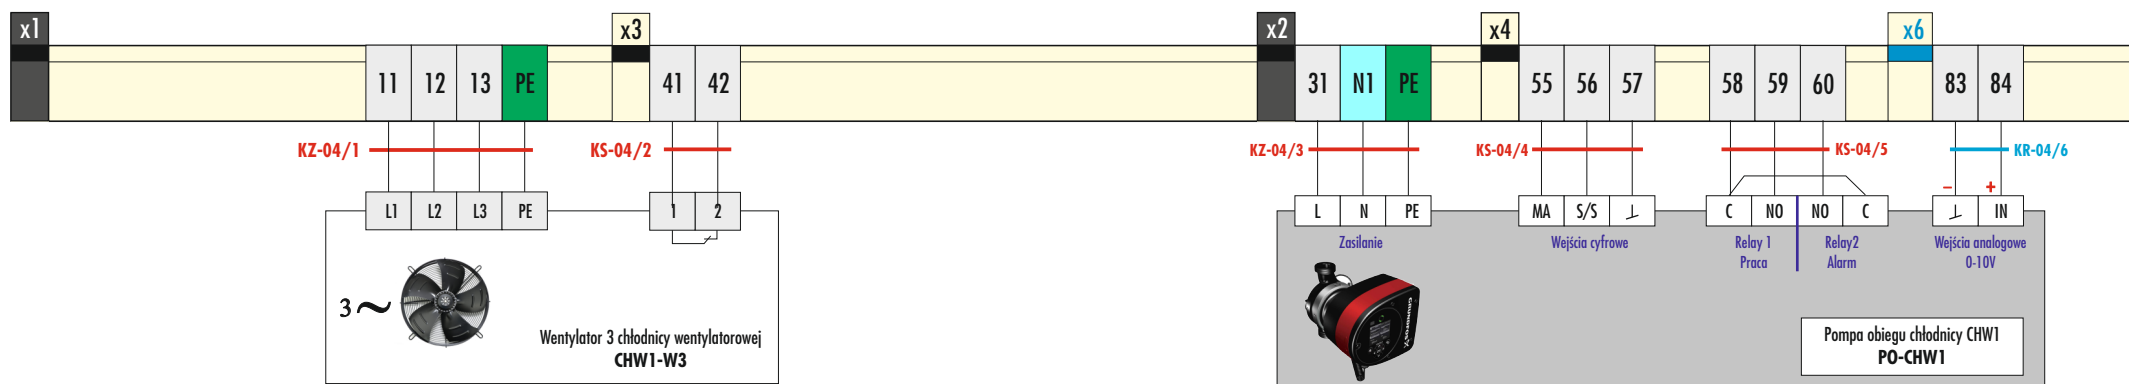 x1
x3
x2
x4
x6
11 12 13 PE
41 42
31 N1 PE
55 56 57
58 59 60
83 84
KZ-04/1
KS-04/2
KZ-04/3
KS-04/4
KS-04/5
KR-04/6
− +
L1 L2 L3 PE
1 2
L N PE
MA S/S ⊥
C NO NO C
⊥ IN
Zasilanie
Wejścia cyfrowe
Relay 1
Praca
Relay2
Alarm
Wejścia analogowe
0-10V
3 ~
GRUNDFOS
Wentylator 3 chłodnicy wentylatorowej
CHW1-W3
Pompa obiegu chłodnicy CHW1
PO-CHW1